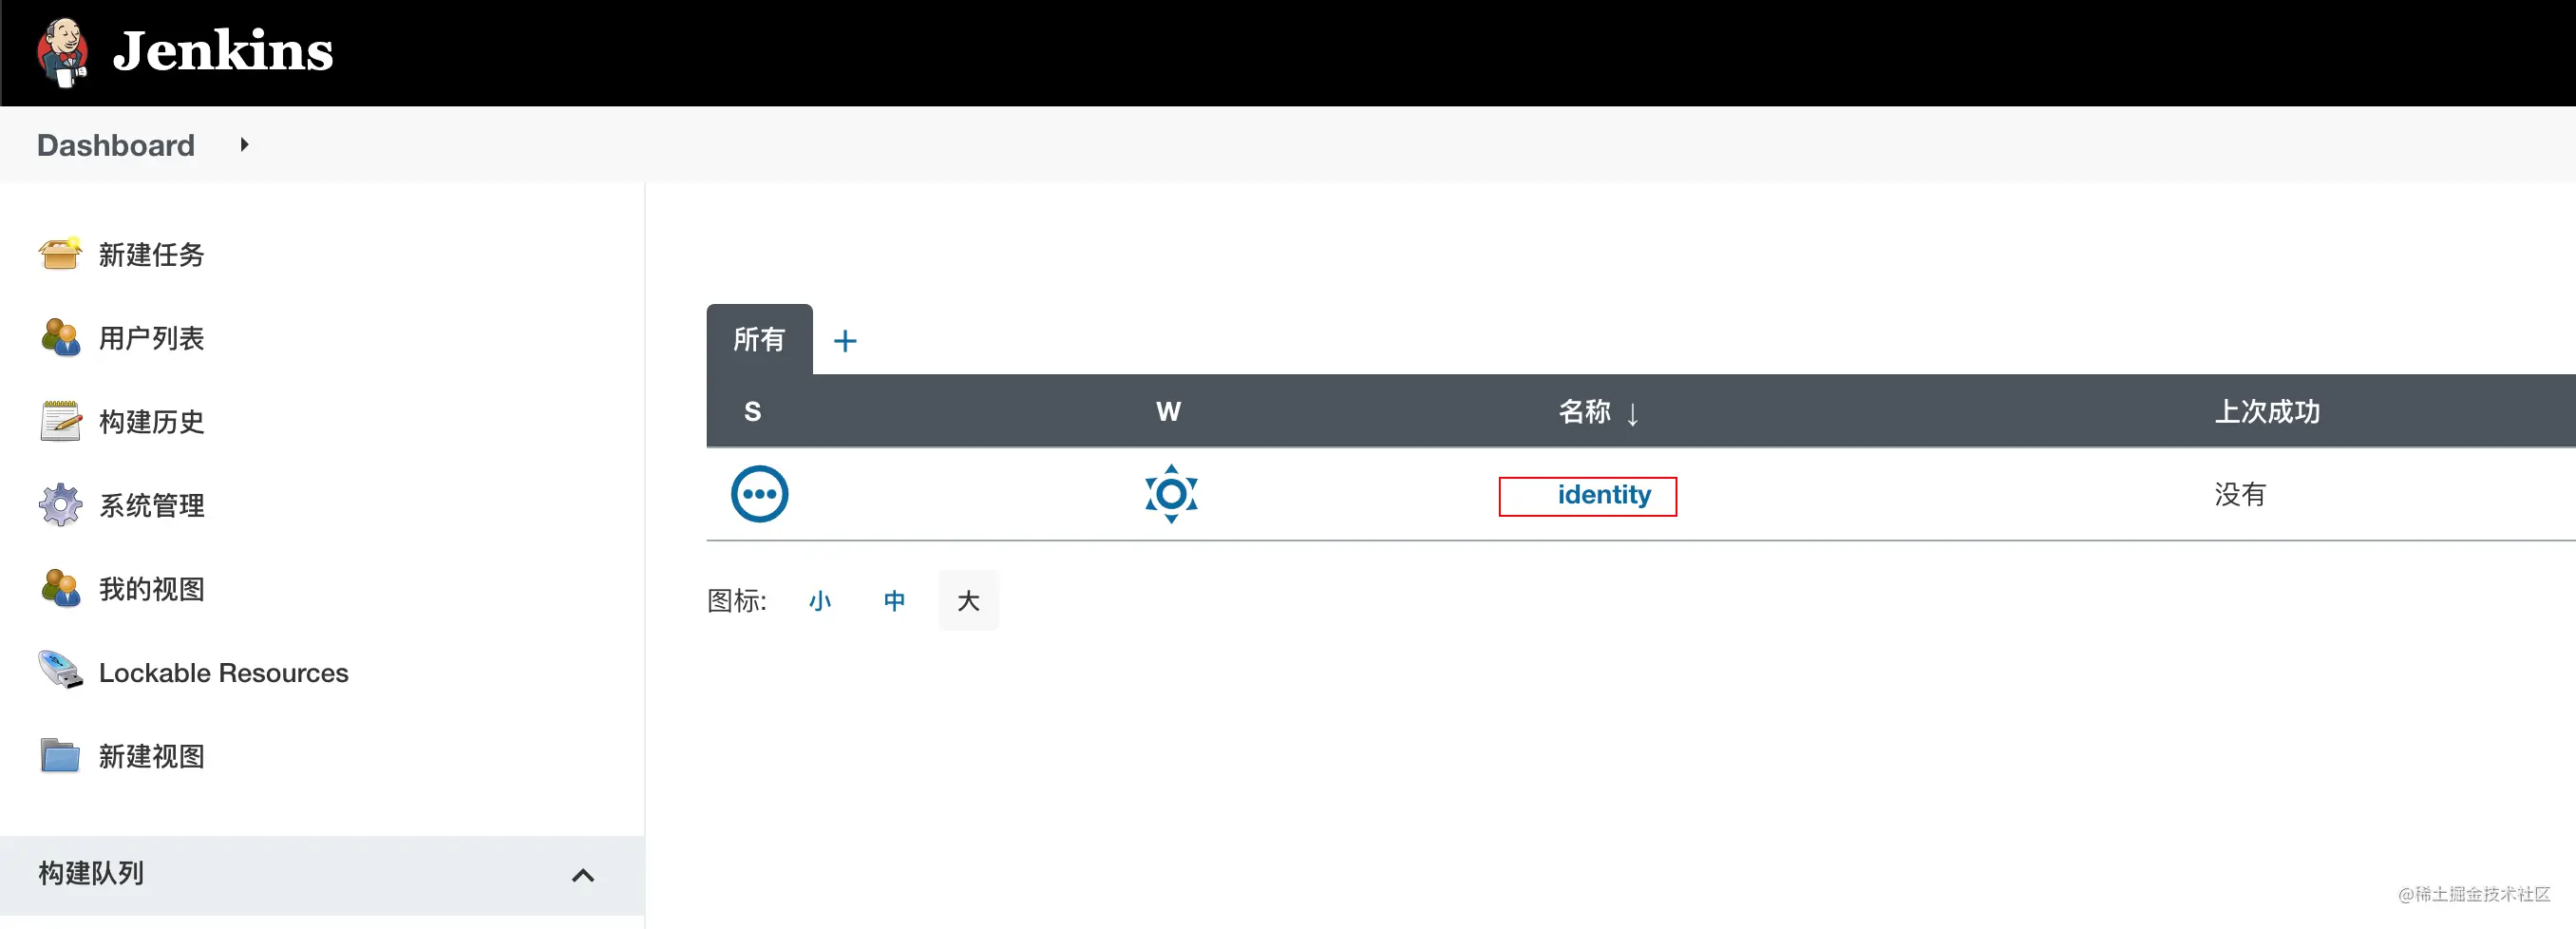 Jenkins
Dashboard
新建任务
用户列表
构建历史
系统管理
我的视图
Lockable Resources
新建视图
构建队列
所有 +
S W 名称 ↓ 上次成功
identity 没有
图标: 小 中 大
@稀土掘金技术社区